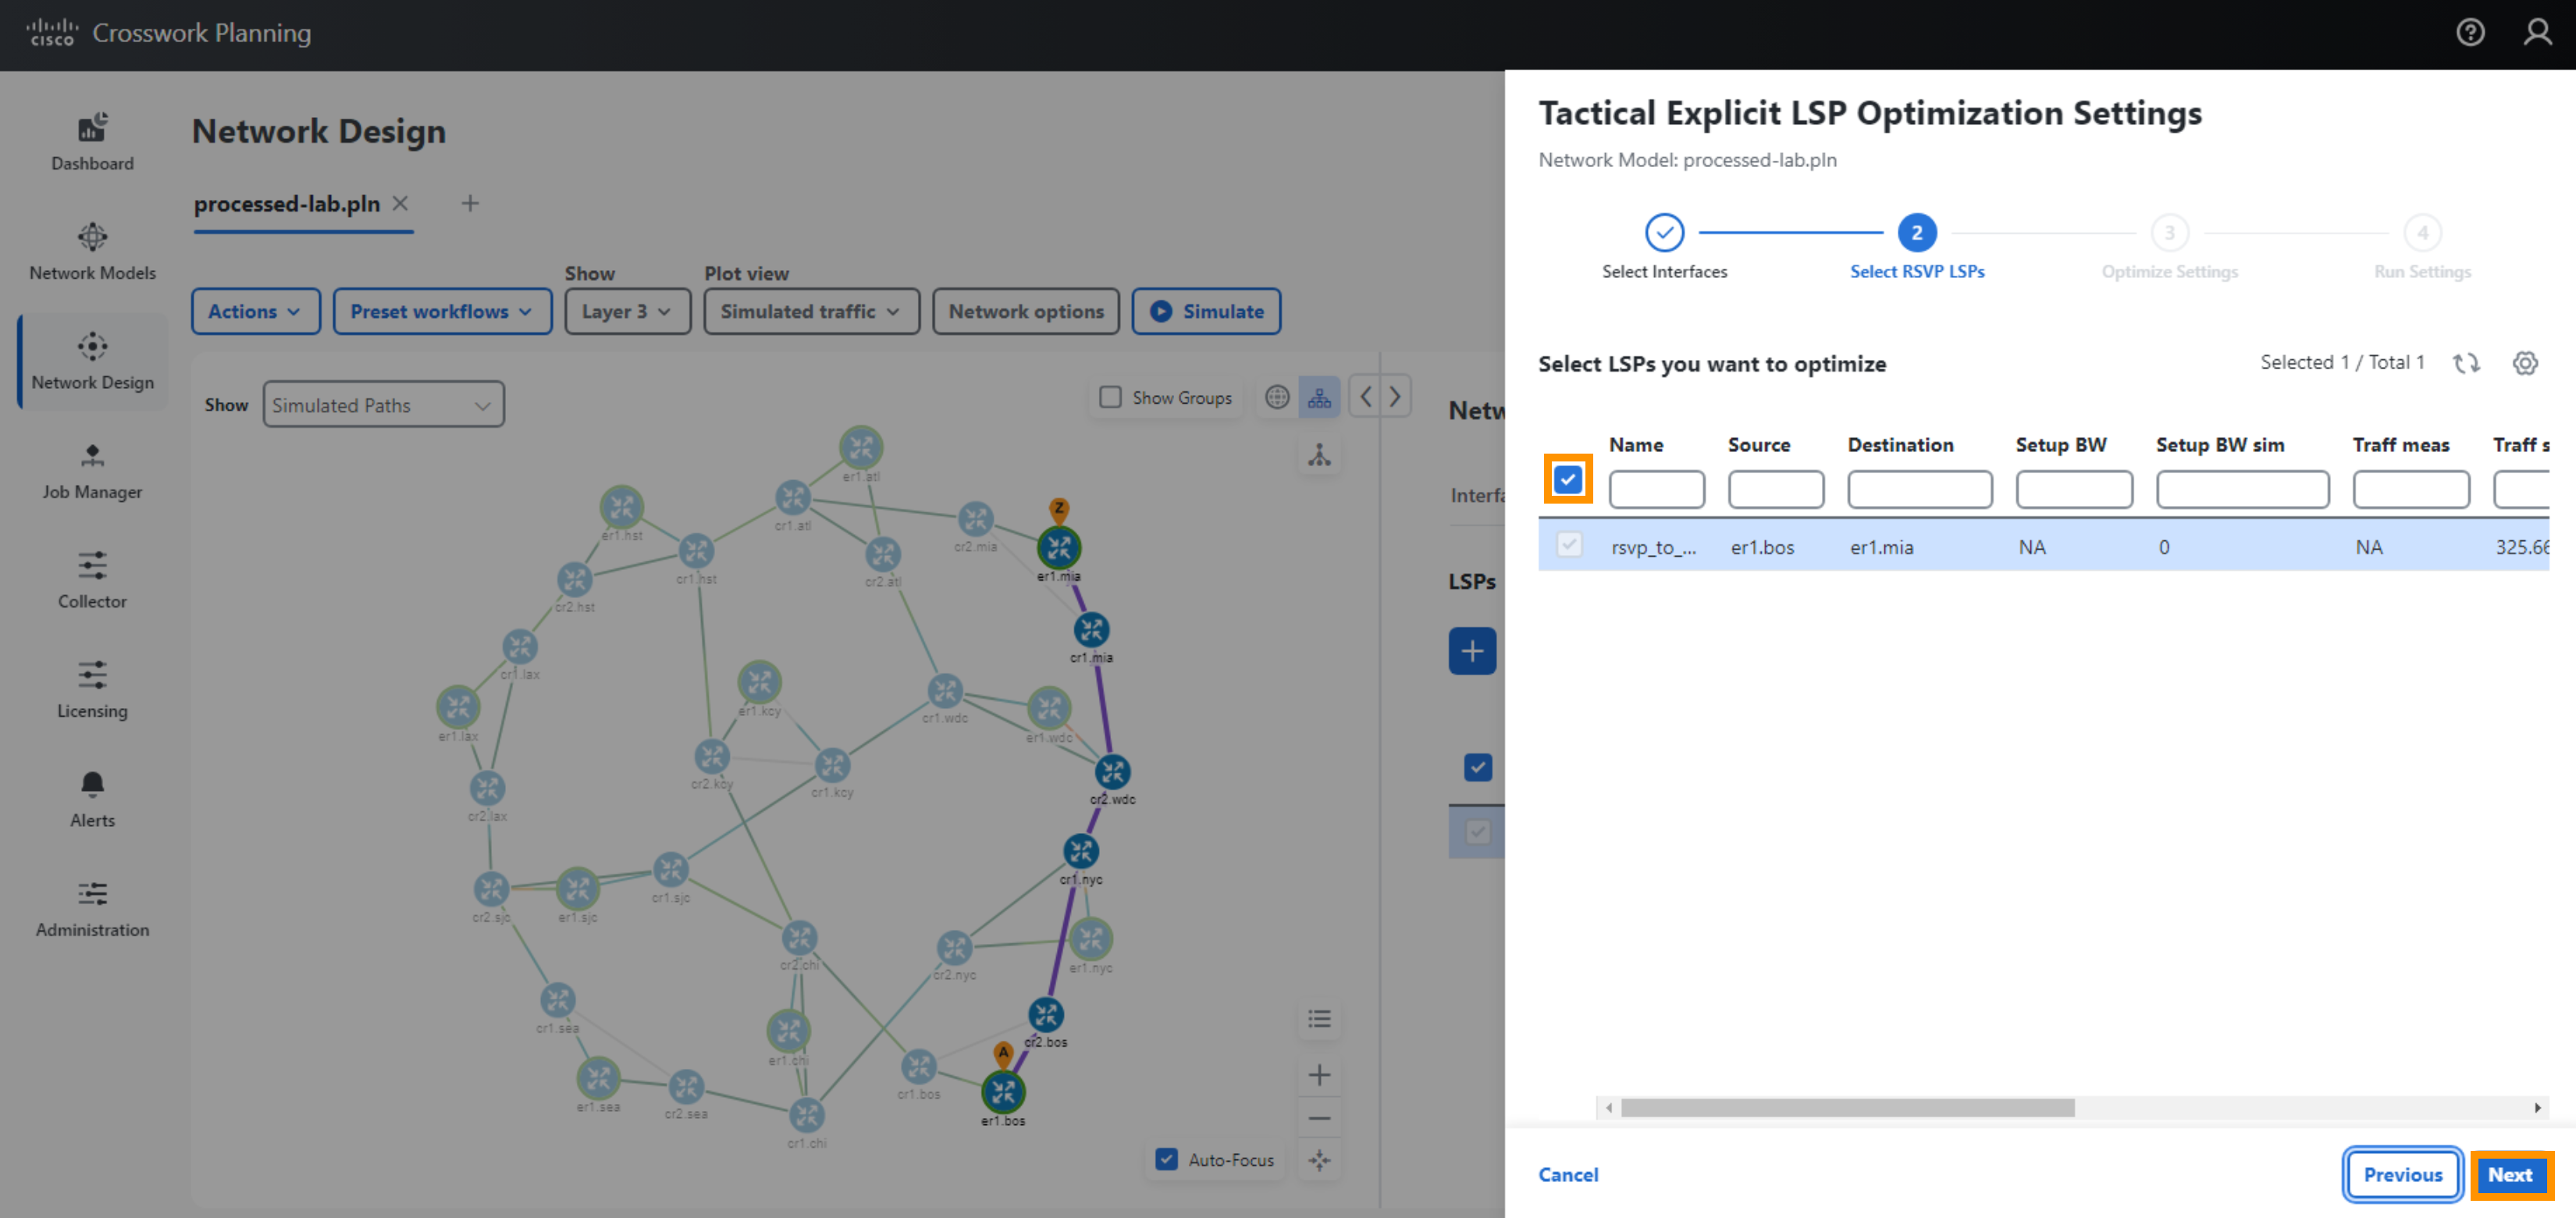 cisco Crosswork Planning
Dashboard
Network Models
Network Design
Job Manager
Collector
Licensing
Alerts
Administration
Network Design
processed-lab.pln
Show
Plot view
Actions
Preset workflows
Layer 3
Simulated traffic
Network options
Simulate
Show
Simulated Paths
Show Groups
er1.atl
er1.hst
cr1.atl
cr2.mia
Z
er1.mia
cr1.hst
cr2.atl
cr2.hst
cr1.mia
cr1.lax
er1.kcy
cr1.wdc
er1.wdc
er1.lax
cr2.kcy
cr1.kcy
cr2.wdc
cr2.lax
cr1.nyc
cr1.sjc
cr2.sjc
er1.sjc
cr2.chi
cr2.nyc
er1.nyc
cr1.sea
er1.chi
cr2.bos
A
cr1.bos
er1.sea
cr2.sea
er1.bos
cr1.chi
Auto-Focus
Netw
Interfa
LSPs
Tactical Explicit LSP Optimization Settings
Network Model: processed-lab.pln
2
3
4
Select Interfaces
Select RSVP LSPs
Optimize Settings
Run Settings
Select LSPs you want to optimize
Selected 1 / Total 1
Name Source Destination Setup BW Setup BW sim Traff meas Traff s
rsvp_to_... er1.bos er1.mia NA 0 NA 325.66
Cancel
Previous
Next